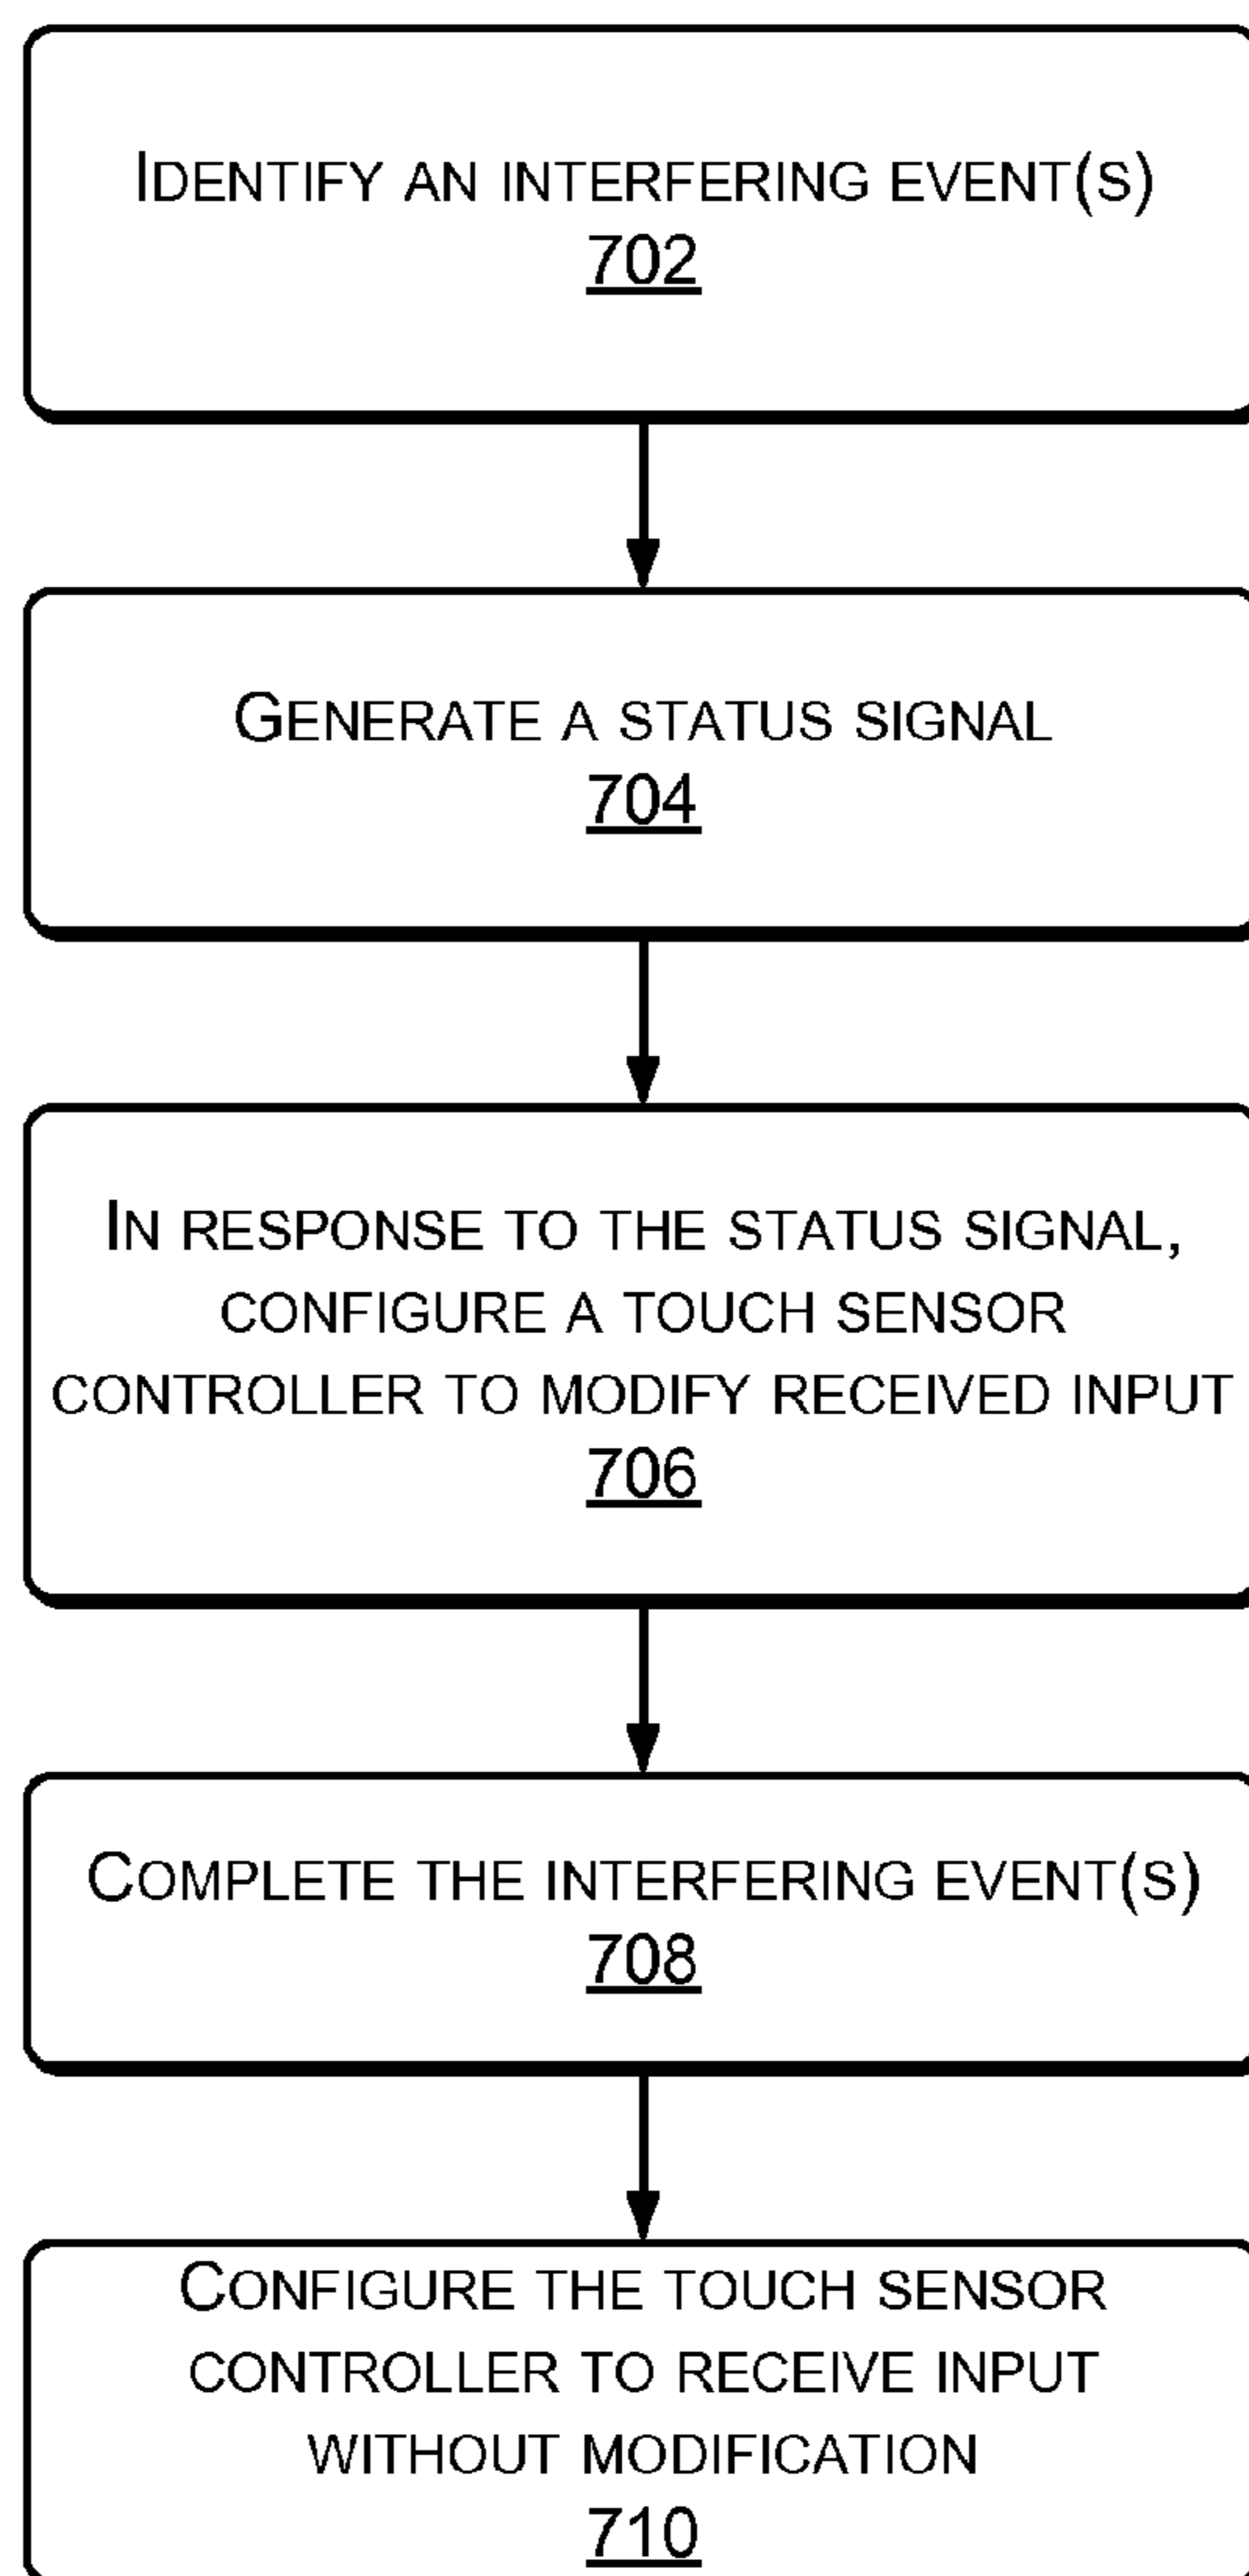 IDENTIFY AN INTERFERING EVENT(S)
702
GENERATE A STATUS SIGNAL
704
IN RESPONSE TO THE STATUS SIGNAL,
CONFIGURE A TOUCH SENSOR
CONTROLLER TO MODIFY RECEIVED INPUT
706
COMPLETE THE INTERFERING EVENT(S)
708
CONFIGURE THE TOUCH SENSOR
CONTROLLER TO RECEIVE INPUT
WITHOUT MODIFICATION
710